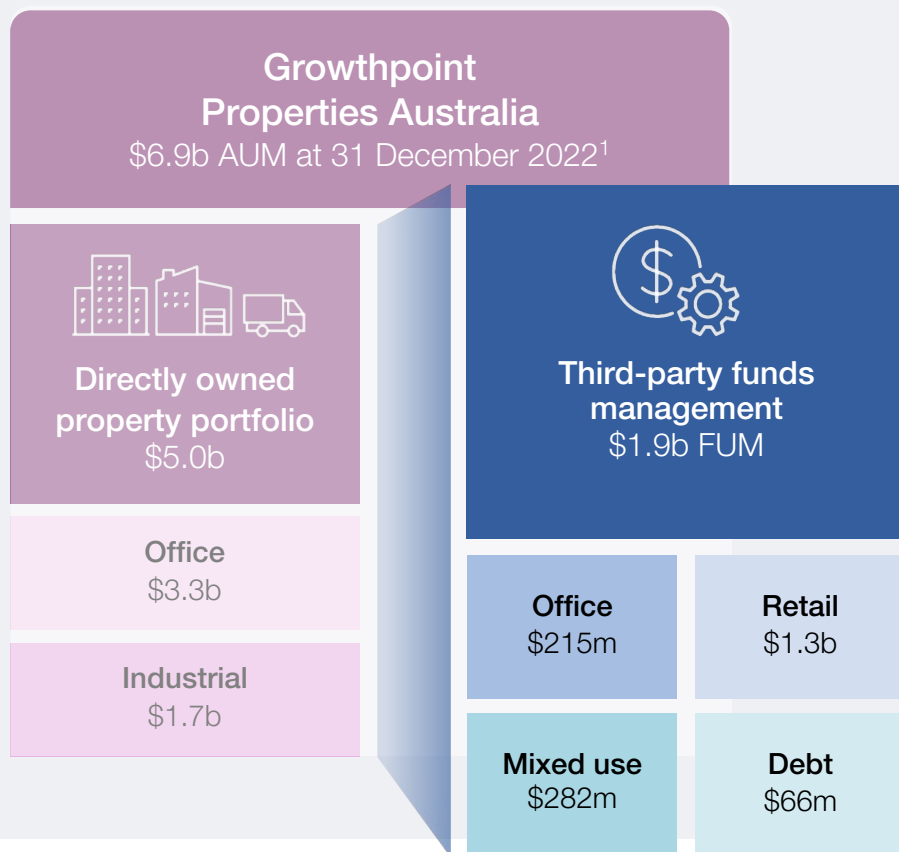 Growthpoint
Properties Australia
$6.9b AUM at 31 December 2022¹
Directly owned
property portfolio
$5.0b
Office
$3.3b
Industrial
$1.7b
$
Third-party funds
management
$1.9b FUM
Office
$215m
Retail
$1.3b
Mixed use
$282m
Debt
$66m